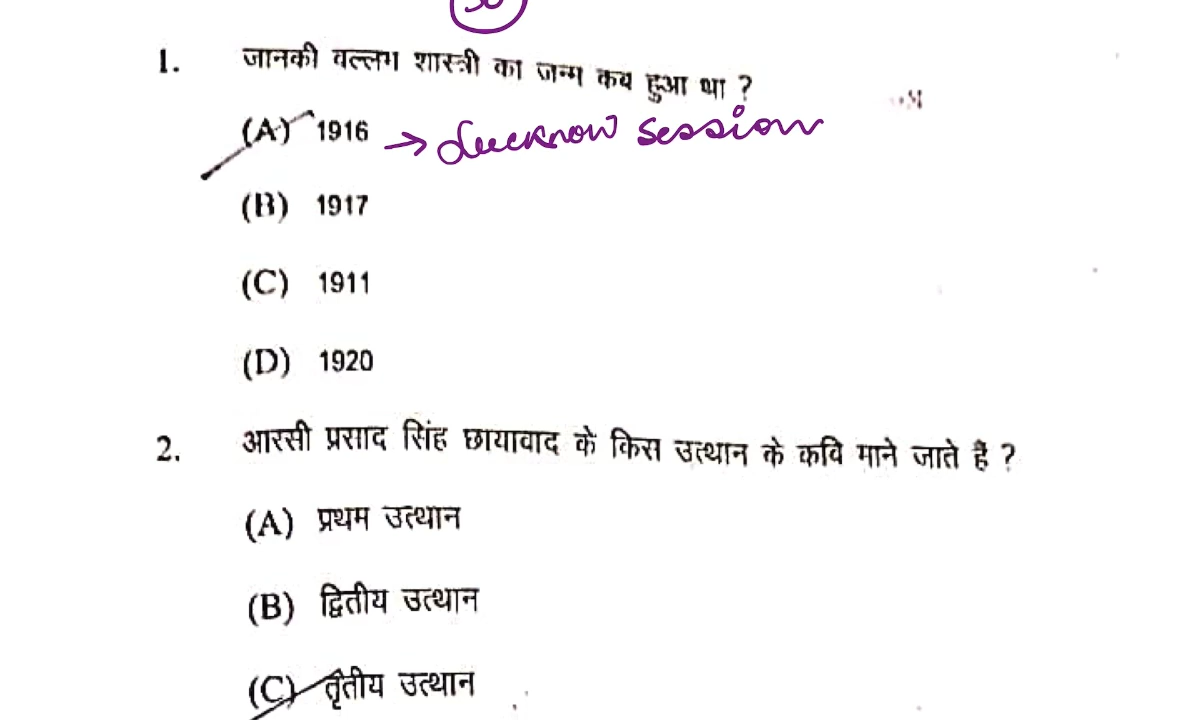 1. जानकी वल्लभ शास्त्री का जन्म कब हुआ था ?
(A) 1916 → Lucknow session
(B) 1917
(C) 1911
(D) 1920
2. आरसी प्रसाद सिंह छायावाद के किस उत्थान के कवि माने जाते है ?
(A) प्रथम उत्थान
(B) द्वितीय उत्थान
(C) तृतीय उत्थान